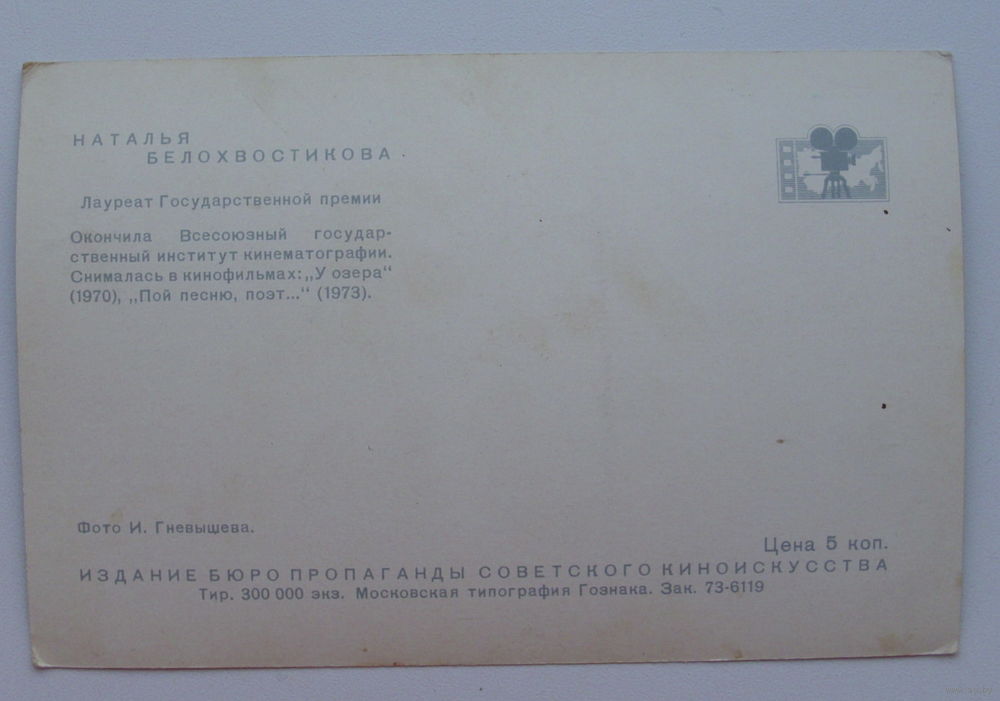 НАТАЛЬЯ
БЕЛОХВОСТИКОВА
Лауреат Государственной премии
Окончила Всесоюзный государ-
ственный институт кинематографии.
Снималась в кинофильмах: „У озера“
(1970), „Пой песню, поэт...“ (1973).
Фото И. Гневышева.
Цена 5 коп.
ИЗДАНИЕ БЮРО ПРОПАГАНДЫ СОВЕТСКОГО КИНОИСКУССТВА
Тир. 300 000 экз. Московская типография Гознака. Зак. 73-6119